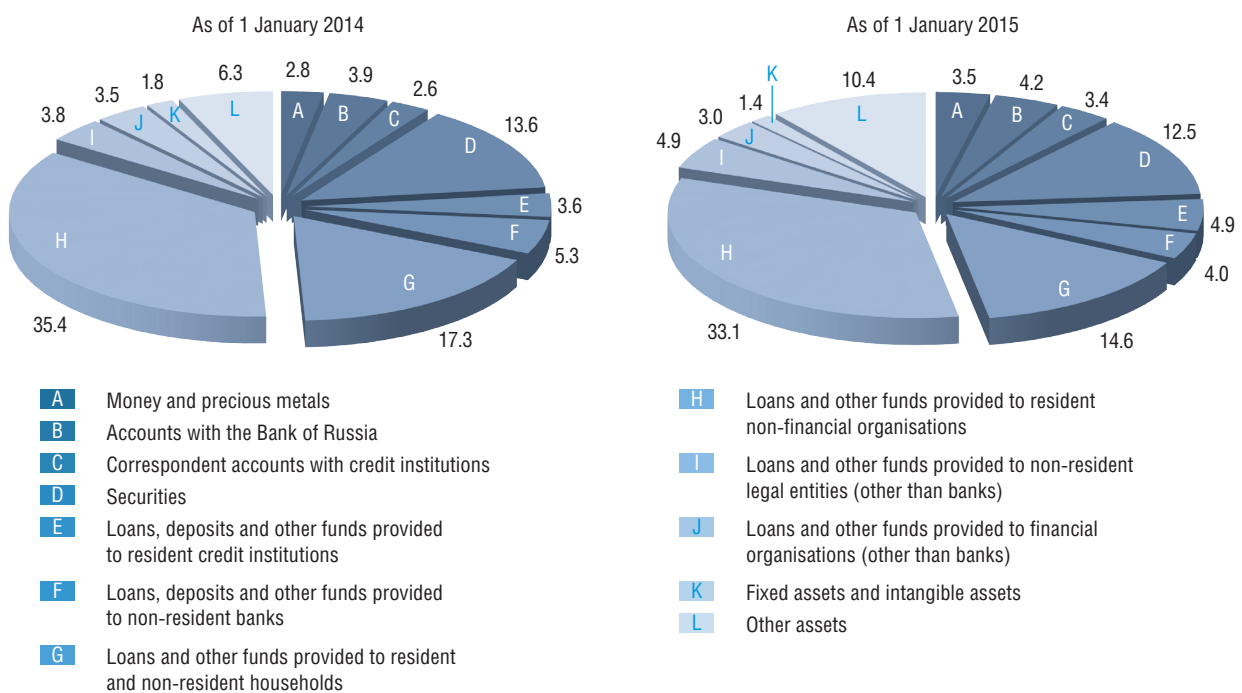 As of 1 January 2014
2.8
3.9
2.6
13.6
3.6
5.3
17.3
35.4
3.8
3.5
1.8
6.3
A
B
C
D
E
F
G
H
I
J
K
L
As of 1 January 2015
3.5
4.2
3.4
12.5
4.9
4.0
14.6
33.1
4.9
3.0
1.4
10.4
A
B
C
D
E
F
G
H
I
J
K
L
A Money and precious metals
B Accounts with the Bank of Russia
C Correspondent accounts with credit institutions
D Securities
E Loans, deposits and other funds provided
to resident credit institutions
F Loans, deposits and other funds provided
to non-resident banks
G Loans and other funds provided to resident
and non-resident households
H Loans and other funds provided to resident
non-financial organisations
I Loans and other funds provided to non-resident
legal entities (other than banks)
J Loans and other funds provided to financial
organisations (other than banks)
K Fixed assets and intangible assets
L Other assets